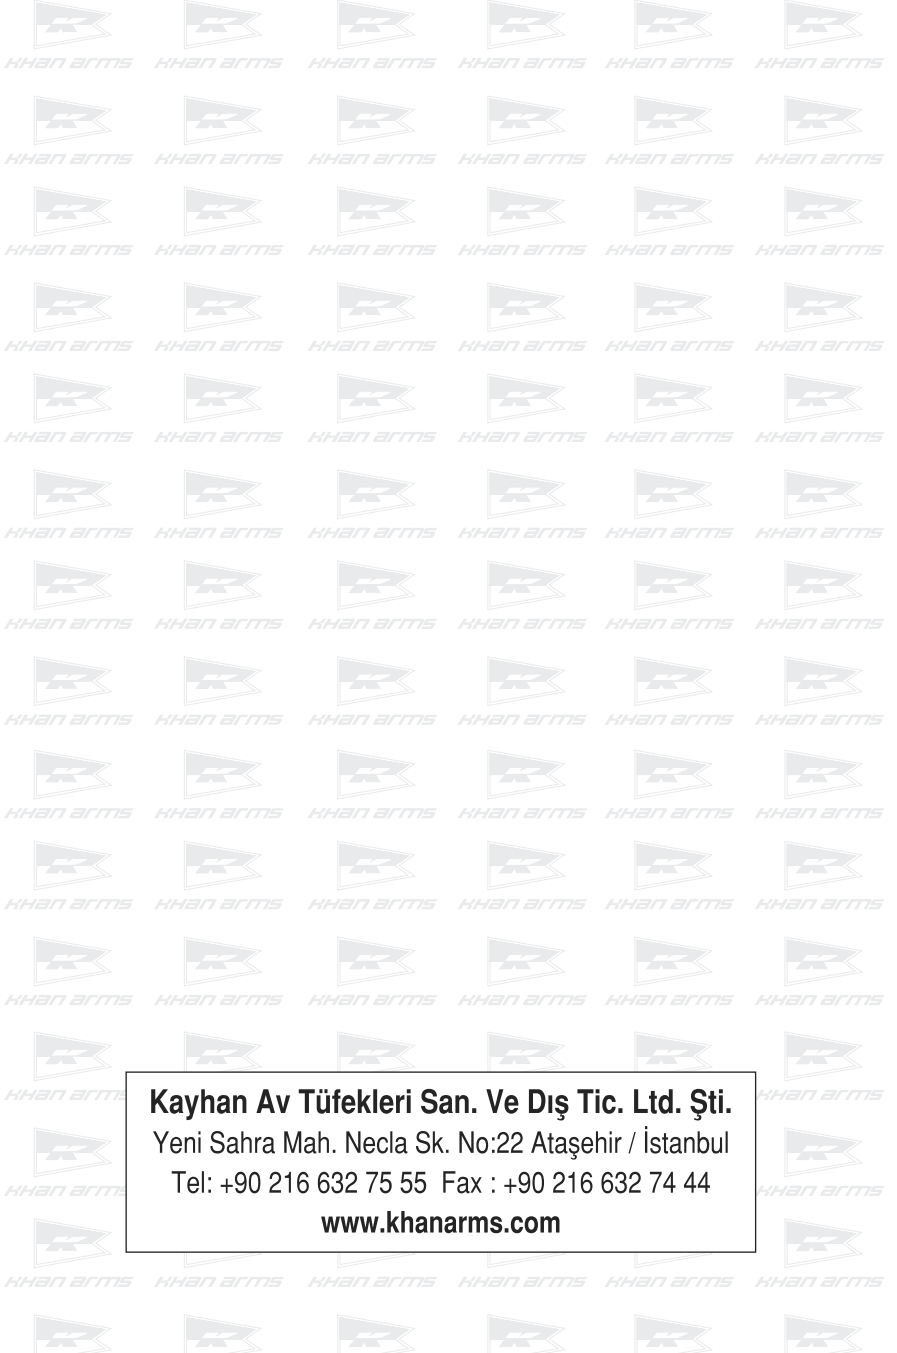 Kayhan Av Tüfekleri San. Ve Dış Tic. Ltd. Şti.
Yeni Sahra Mah. Necla Sk. No:22 Ataşehir / İstanbul
Tel: +90 216 632 75 55 Fax : +90 216 632 74 44
www.khanarms.com